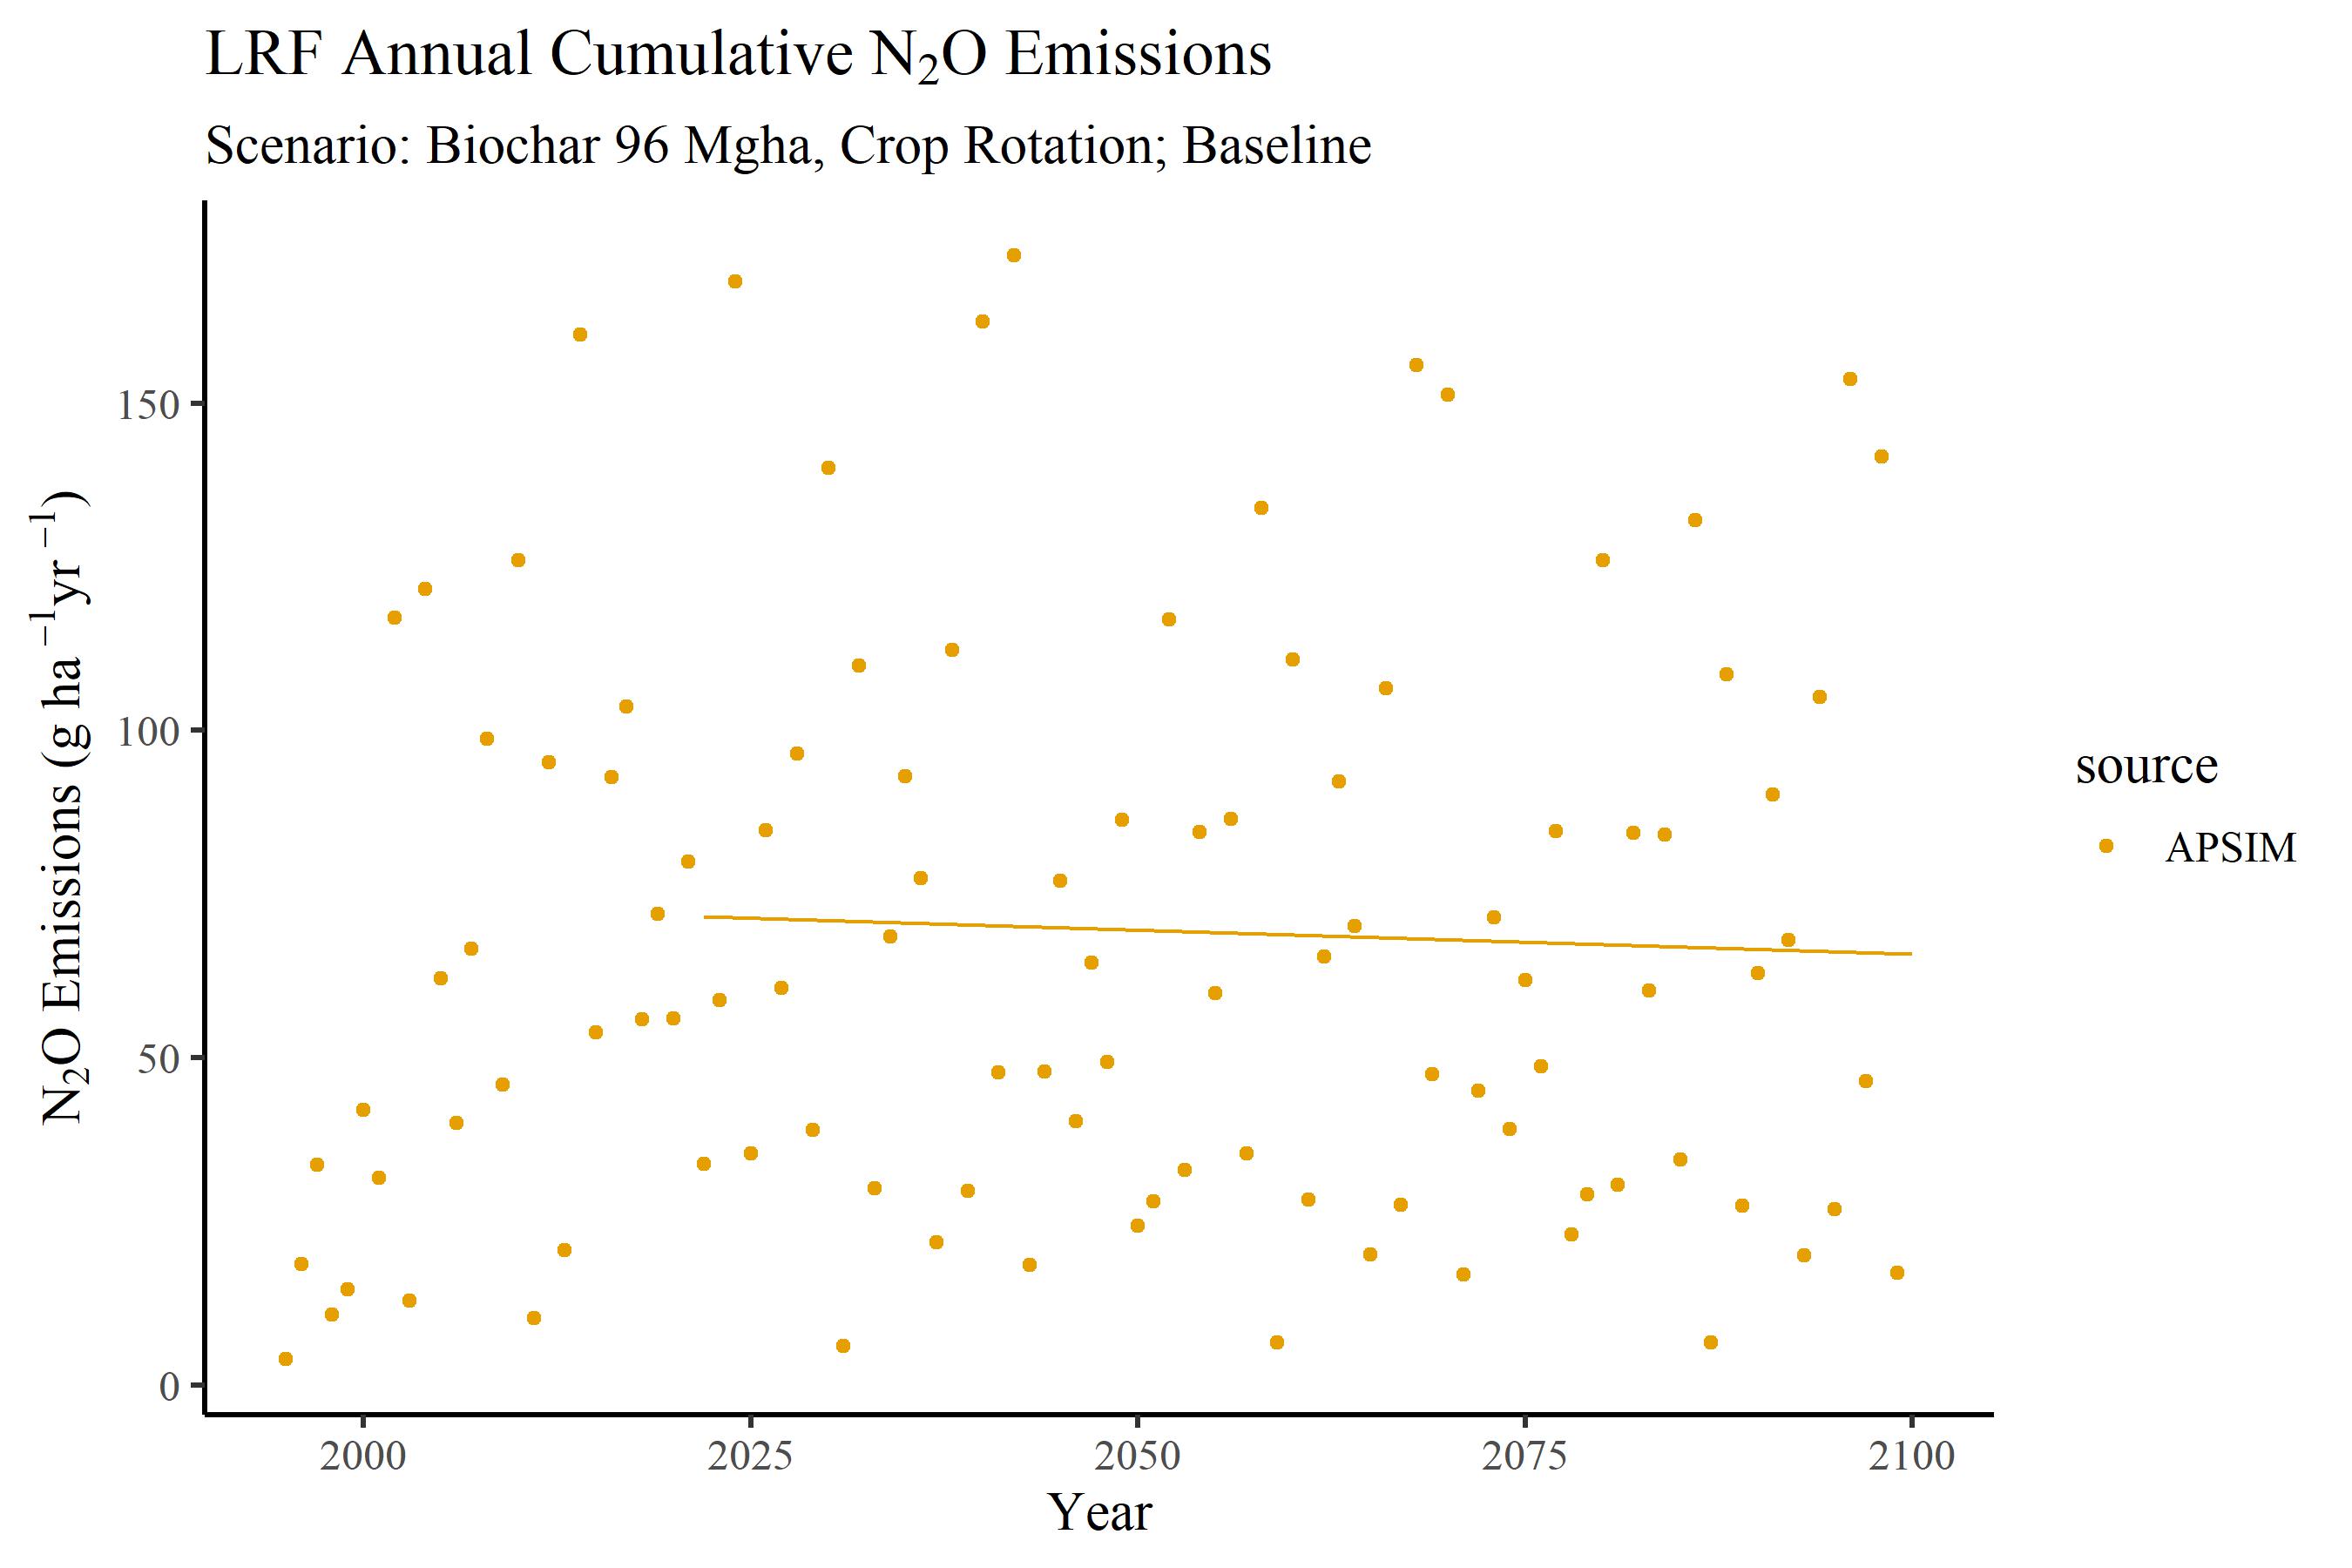 LRF Annual Cumulative N₂O Emissions
Scenario: Biochar 96 Mgha, Crop Rotation; Baseline
N₂O Emissions (g ha ⁻¹yr ⁻¹)
150
100
50
0
2000 2025 2050 2075 2100
Year
source
APSIM